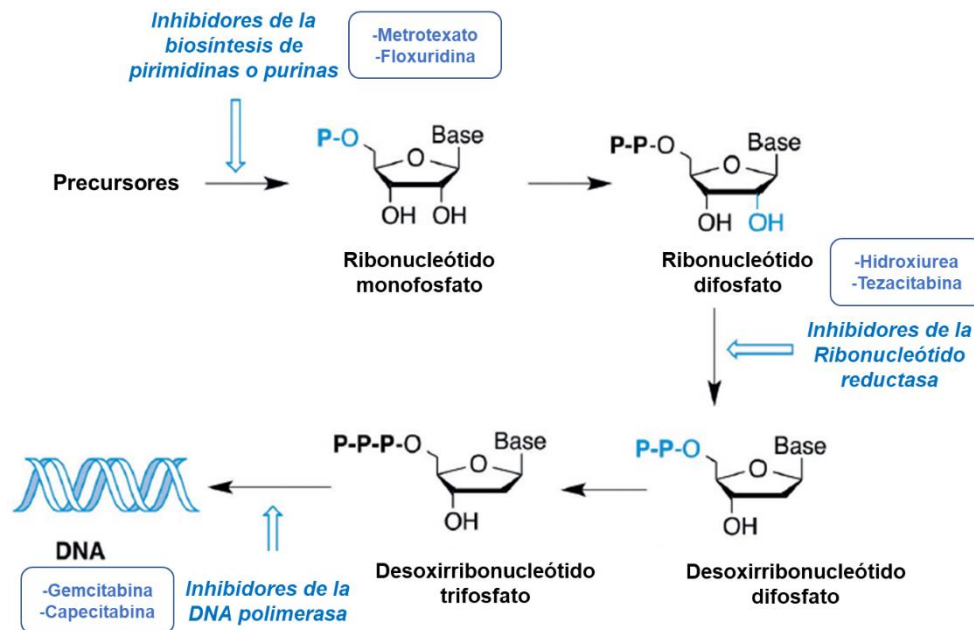 Inhibidores de la
biosíntesis de
pirimidinas o purinas
-Metrotexato
-Floxuridina
Precursores
P-O
Base
O
OH
OH
Ribonucleótido
monofosfato
P-P-O
Base
O
OH
OH
Ribonucleótido
difosfato
-Hidroxiurea
-Tezacitabina
Inhibidores de la
Ribonucleótido
reductasa
P-P-O
Base
O
OH
Desoxirribonucleótido
difosfato
P-P-P-O
Base
O
OH
Desoxirribonucleótido
trifosfato
Inhibidores de la
DNA polimerasa
DNA
-Gemcitabina
-Capecitabina